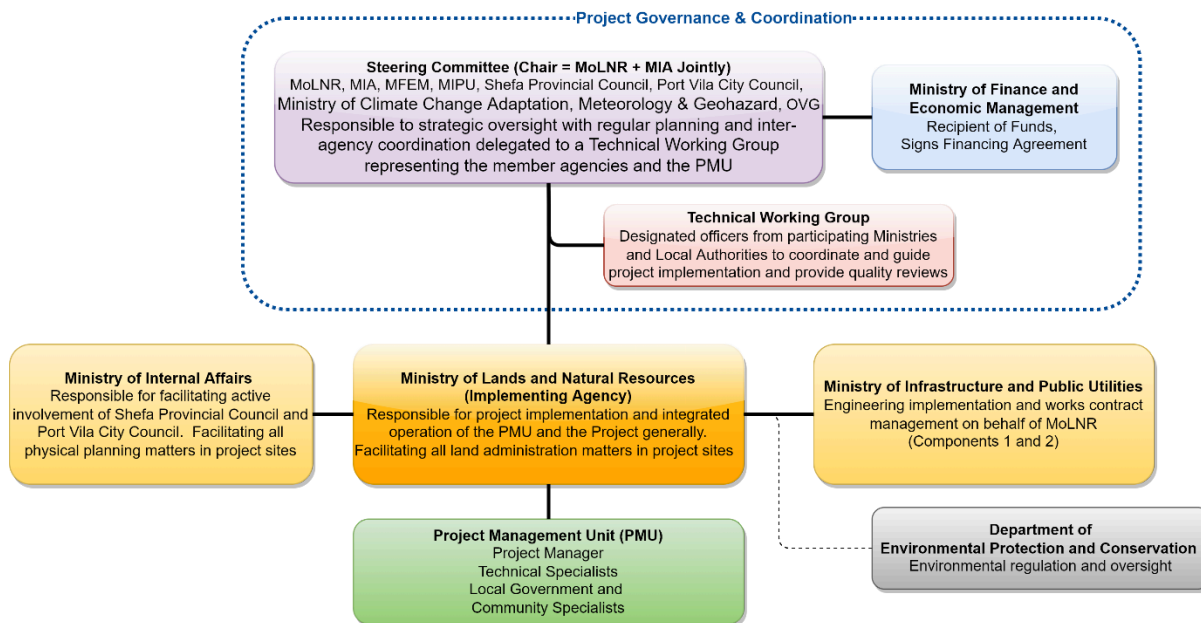 Project Governance & Coordination
Steering Committee (Chair = MoLNR + MIA Jointly)
MoLNR, MIA, MFEM, MIPU, Shefa Provincial Council, Port Vila City Council,
Ministry of Climate Change Adaptation, Meteorology & Geohazard, OVG
Responsible to strategic oversight with regular planning and inter-
agency coordination delegated to a Technical Working Group
representing the member agencies and the PMU
Ministry of Finance and
Economic Management
Recipient of Funds,
Signs Financing Agreement
Technical Working Group
Designated officers from participating Ministries
and Local Authorities to coordinate and guide
project implementation and provide quality reviews
Ministry of Internal Affairs
Responsible for facilitating active
involvement of Shefa Provincial Council and
Port Vila City Council. Facilitating all
physical planning matters in project sites
Ministry of Lands and Natural Resources
(Implementing Agency)
Responsible for project implementation and integrated
operation of the PMU and the Project generally.
Facilitating all land administration matters in project sites
Ministry of Infrastructure and Public Utilities
Engineering implementation and works contract
management on behalf of MoLNR
(Components 1 and 2)
Project Management Unit (PMU)
Project Manager
Technical Specialists
Local Government and
Community Specialists
Department of
Environmental Protection and Conservation
Environmental regulation and oversight